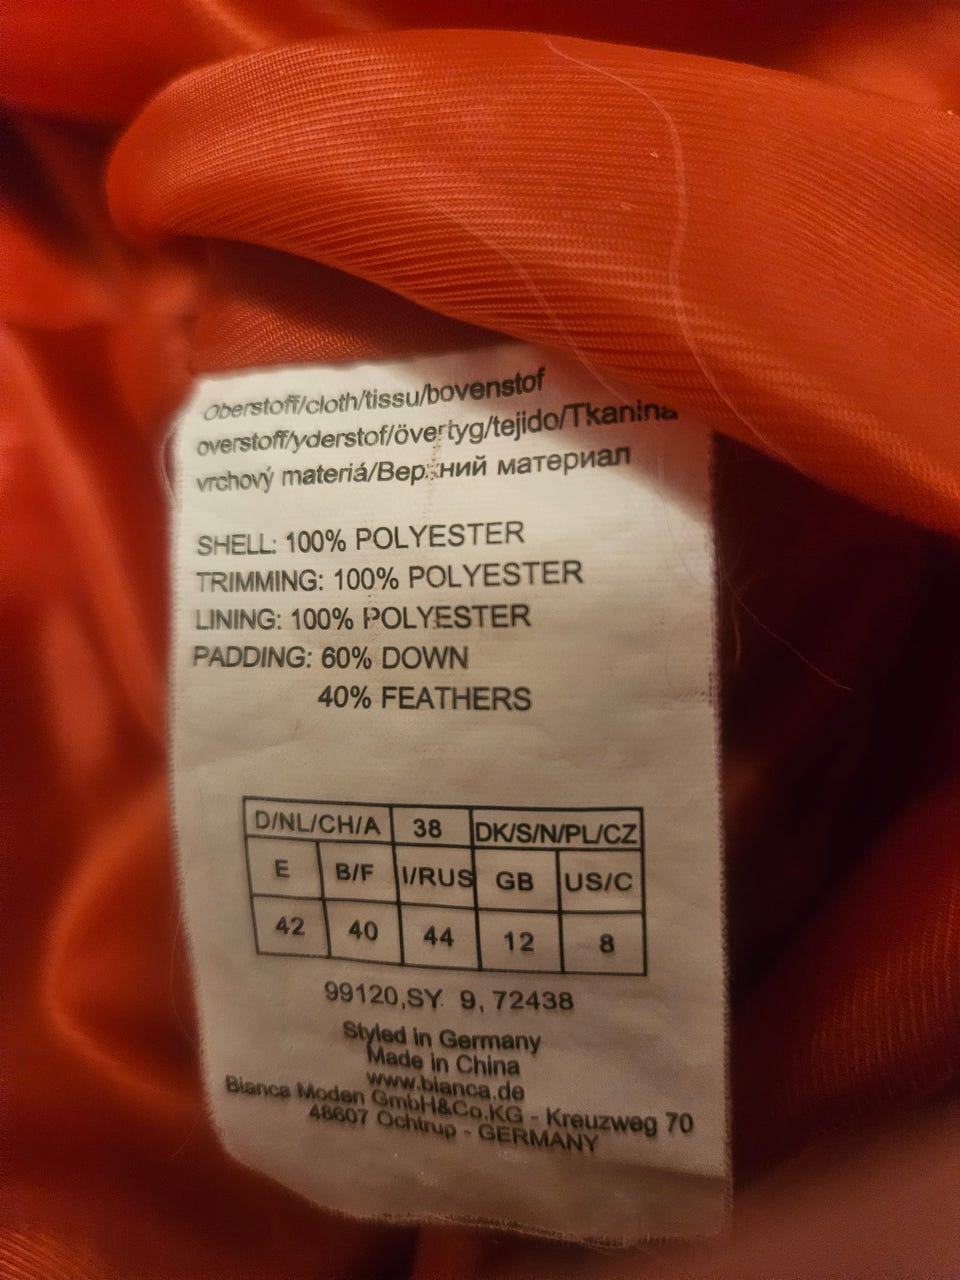 Oberstoff/cloth/tissu/bovenstof
overstoff/yderstof/övertyg/tejido/Tkanina
vrchový materiá/Верхний материал
SHELL: 100% POLYESTER
TRIMMING: 100% POLYESTER
LINING: 100% POLYESTER
PADDING: 60% DOWN
40% FEATHERS
D/NL/CH/A 38 DK/S/N/PL/CZ
E B/F I/RUS GB US/C
42 40 44 12 8
99120,SY. 9, 72438
Styled in Germany
Made in China
www.bianca.de
Bianca Moden GmbH&Co.KG - Kreuzweg 70
48607 Ochtrup - GERMANY